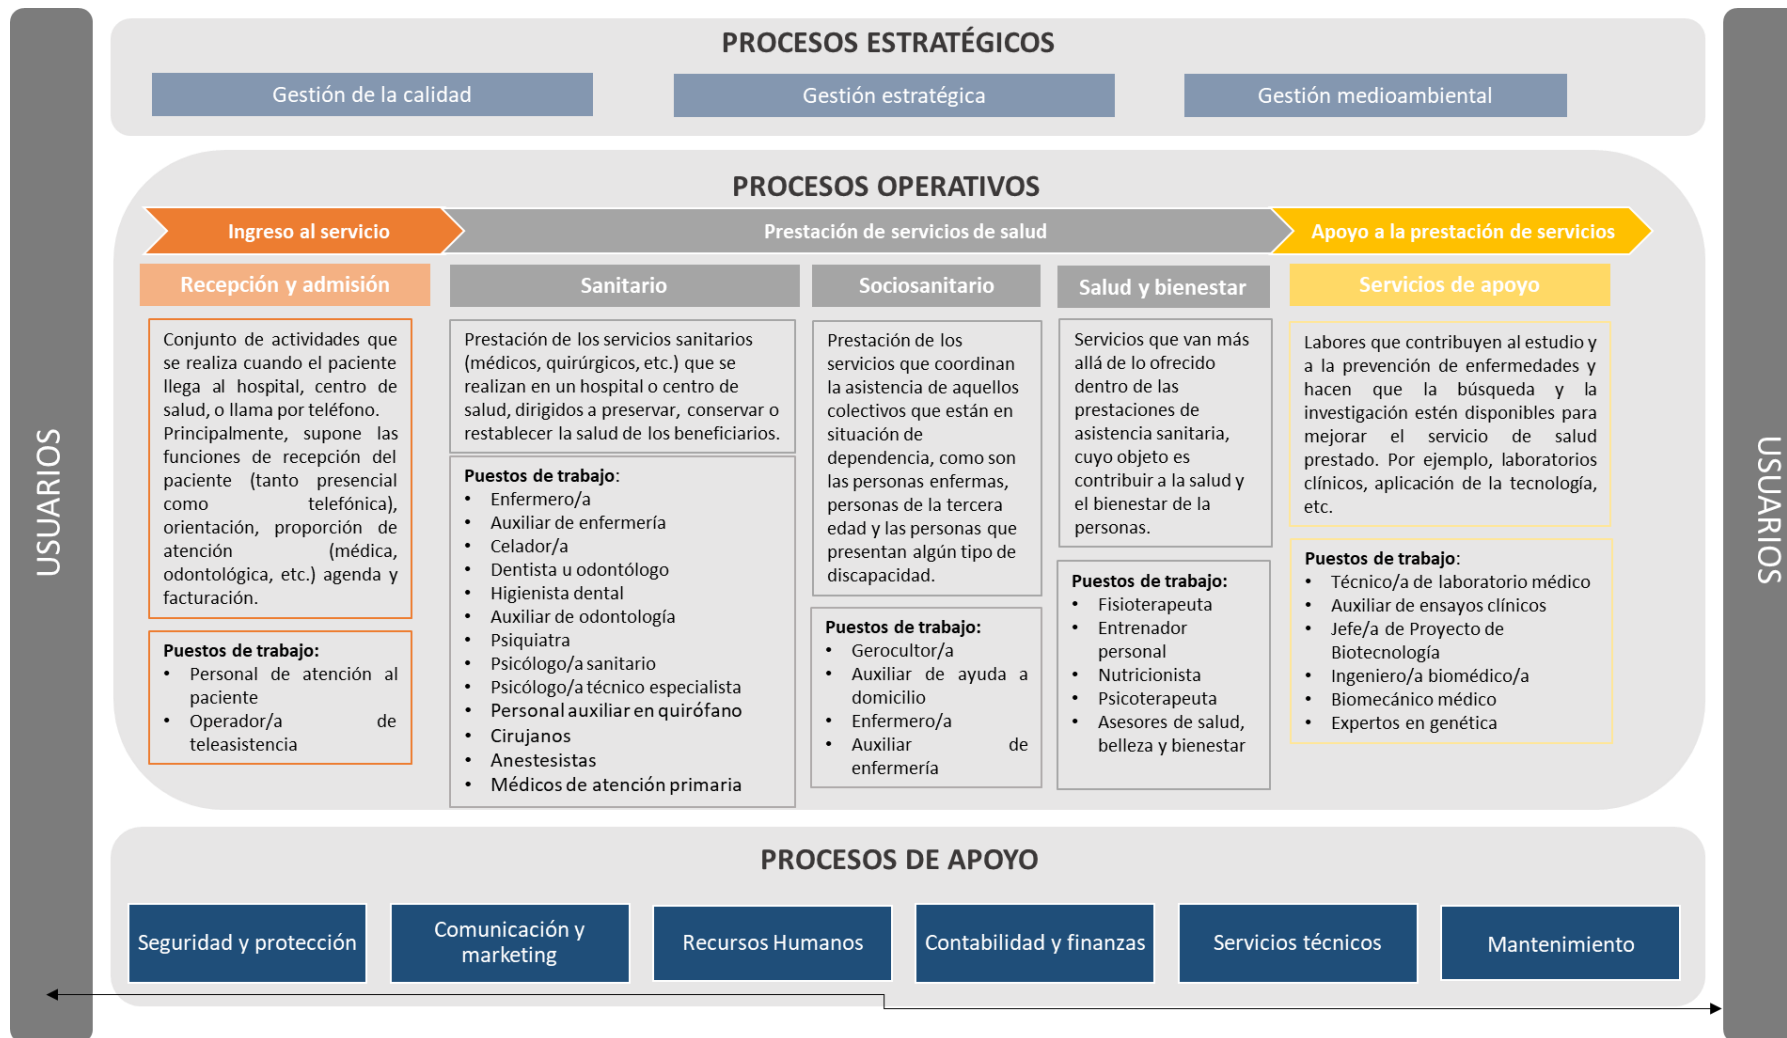 USUARIOS
PROCESOS ESTRATÉGICOS
Gestión de la calidad
Gestión estratégica
Gestión medioambiental
PROCESOS OPERATIVOS
Ingreso al servicio
Prestación de servicios de salud
Apoyo a la prestación de servicios
Recepción y admisión
Conjunto de actividades que
se realiza cuando el paciente
llega al hospital, centro de
salud, o llama por teléfono.
Principalmente, supone las
funciones de recepción del
paciente (tanto presencial
como telefónica),
orientación, proporción de
atención (médica,
odontológica, etc.) agenda y
facturación.
Puestos de trabajo:
• Personal de atención al
paciente
• Operador/a de
teleasistencia
Sanitario
Prestación de los servicios sanitarios
(médicos, quirúrgicos, etc.) que se
realizan en un hospital o centro de
salud, dirigidos a preservar, conservar o
restablecer la salud de los beneficiarios.
Puestos de trabajo:
• Enfermero/a
• Auxiliar de enfermería
• Celador/a
• Dentista u odontólogo
• Higienista dental
• Auxiliar de odontología
• Psiquiatra
• Psicólogo/a sanitario
• Psicólogo/a técnico especialista
• Personal auxiliar en quirófano
• Cirujanos
• Anestesistas
• Médicos de atención primaria
Sociosanitario
Prestación de los
servicios que coordinan
la asistencia de aquellos
colectivos que están en
situación de
dependencia, como son
las personas enfermas,
personas de la tercera
edad y las personas que
presentan algún tipo de
discapacidad.
Puestos de trabajo:
• Gerocultor/a
• Auxiliar de ayuda a
domicilio
• Enfermero/a
• Auxiliar de
enfermería
Salud y bienestar
Servicios que van más
allá de lo ofrecido
dentro de las
prestaciones de
asistencia sanitaria,
cuyo objeto es
contribuir a la salud y
el bienestar de la
personas.
Puestos de trabajo:
• Fisioterapeuta
• Entrenador
personal
• Nutricionista
• Psicoterapeuta
• Asesores de salud,
belleza y bienestar
Servicios de apoyo
Labores que contribuyen al estudio y
a la prevención de enfermedades y
hacen que la búsqueda y la
investigación estén disponibles para
mejorar el servicio de salud
prestado. Por ejemplo, laboratorios
clínicos, aplicación de la tecnología,
etc.
Puestos de trabajo:
• Técnico/a de laboratorio médico
• Auxiliar de ensayos clínicos
• Jefe/a de Proyecto de
Biotecnología
• Ingeniero/a biomédico/a
• Biomecánico médico
• Expertos en genética
PROCESOS DE APOYO
Seguridad y protección
Comunicación y
marketing
Recursos Humanos
Contabilidad y finanzas
Servicios técnicos
Mantenimiento
USUARIOS